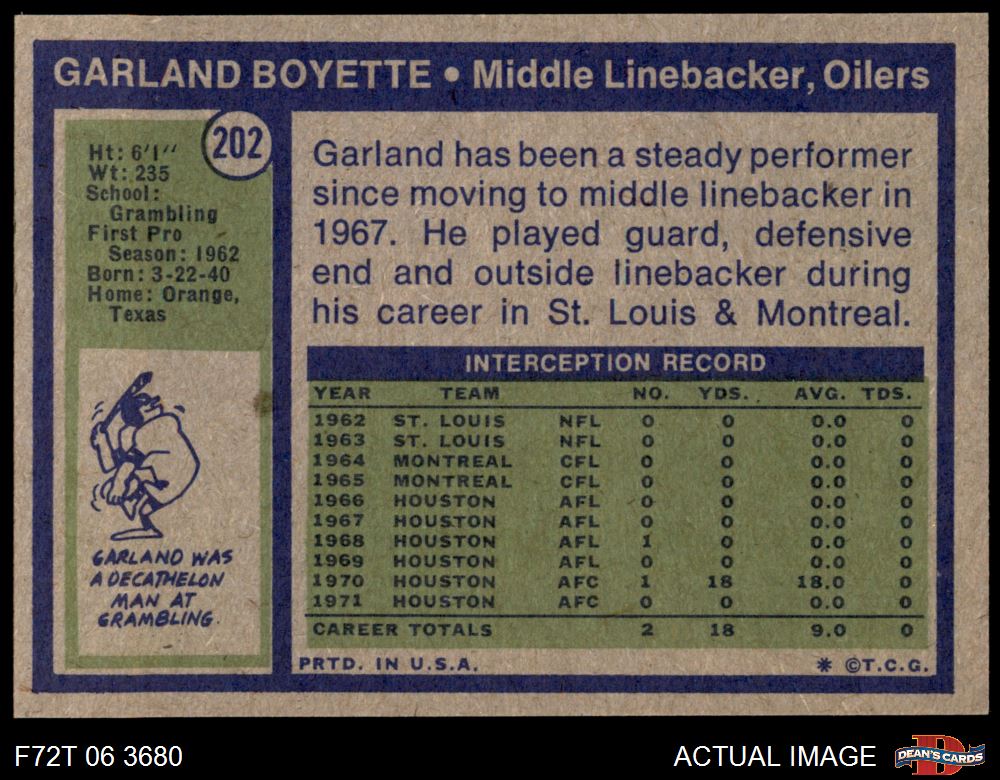 GARLAND BOYETTE • Middle Linebacker, Oilers
202
Ht: 6'1"
Wt: 235
School:
Grambling
First Pro
Season: 1962
Born: 3-22-40
Home: Orange,
Texas
GARLAND WAS
A DECATHELON
MAN AT
GRAMBLING.
Garland has been a steady performer
since moving to middle linebacker in
1967. He played guard, defensive
end and outside linebacker during
his career in St. Louis & Montreal.
INTERCEPTION RECORD
YEAR TEAM NO. YDS. AVG. TDS.
1962 ST. LOUIS NFL 0 0 0.0 0
1963 ST. LOUIS NFL 0 0 0.0 0
1964 MONTREAL CFL 0 0 0.0 0
1965 MONTREAL CFL 0 0 0.0 0
1966 HOUSTON AFL 0 0 0.0 0
1967 HOUSTON AFL 0 0 0.0 0
1968 HOUSTON AFL 1 0 0.0 0
1969 HOUSTON AFL 0 0 0.0 0
1970 HOUSTON AFC 1 18 18.0 0
1971 HOUSTON AFC 0 0 0.0 0
CAREER TOTALS 2 18 9.0 0
PRTD. IN U.S.A. * ©T.C.G.
F72T 06 3680 ACTUAL IMAGE
D
DEAN'S CARDS